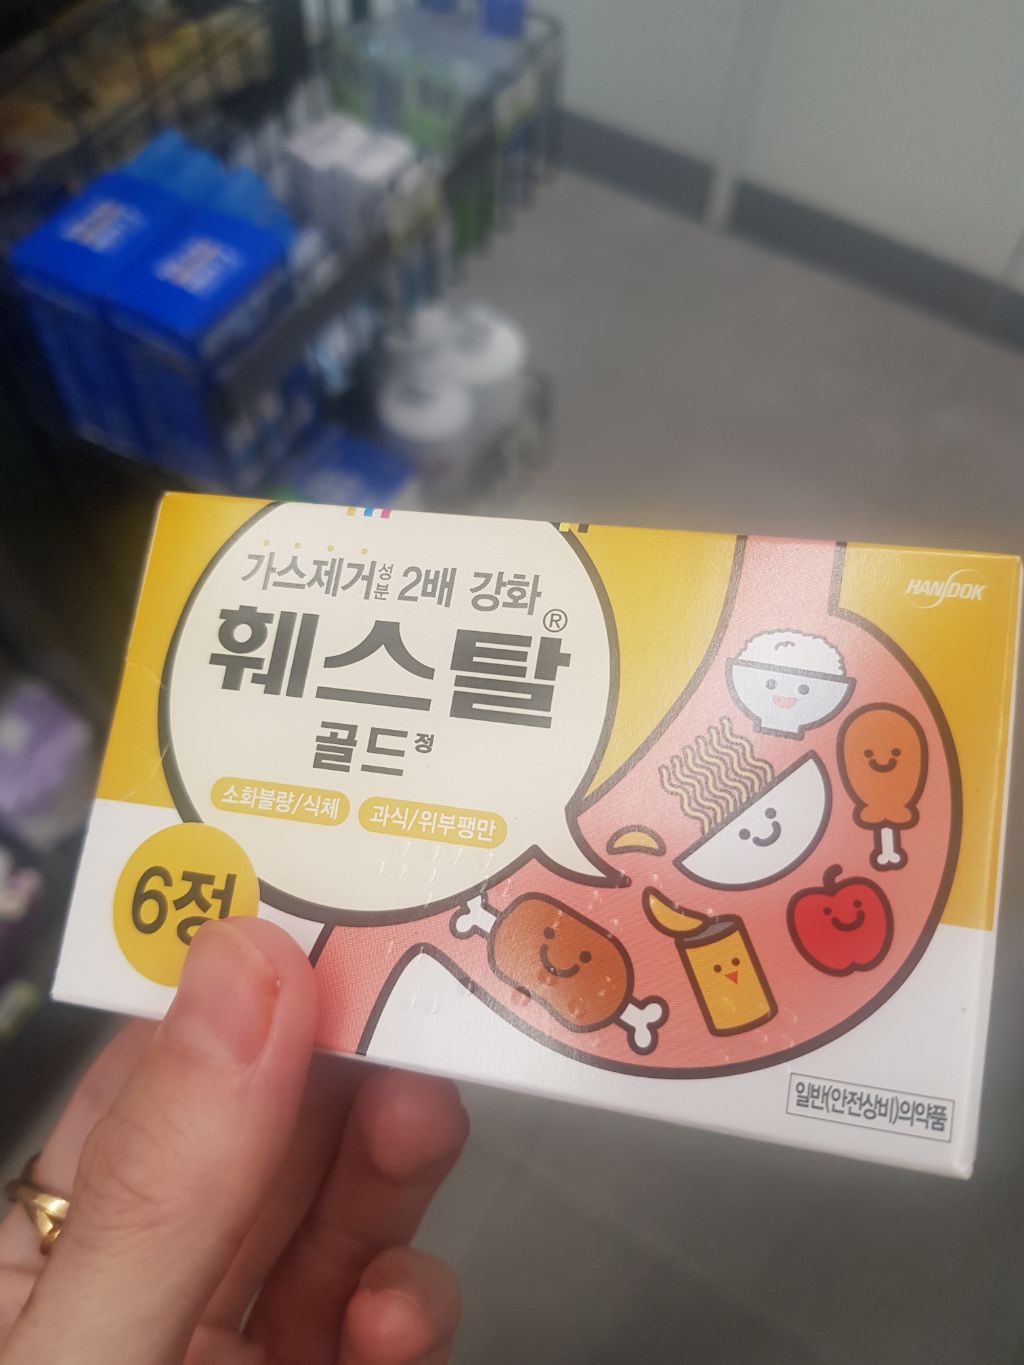 가스제거성분 2배 강화
훼스탈®
골드정
소화불량/식체 과식/위부팽만
6정
HANDOK
일반(안전상비)의약품